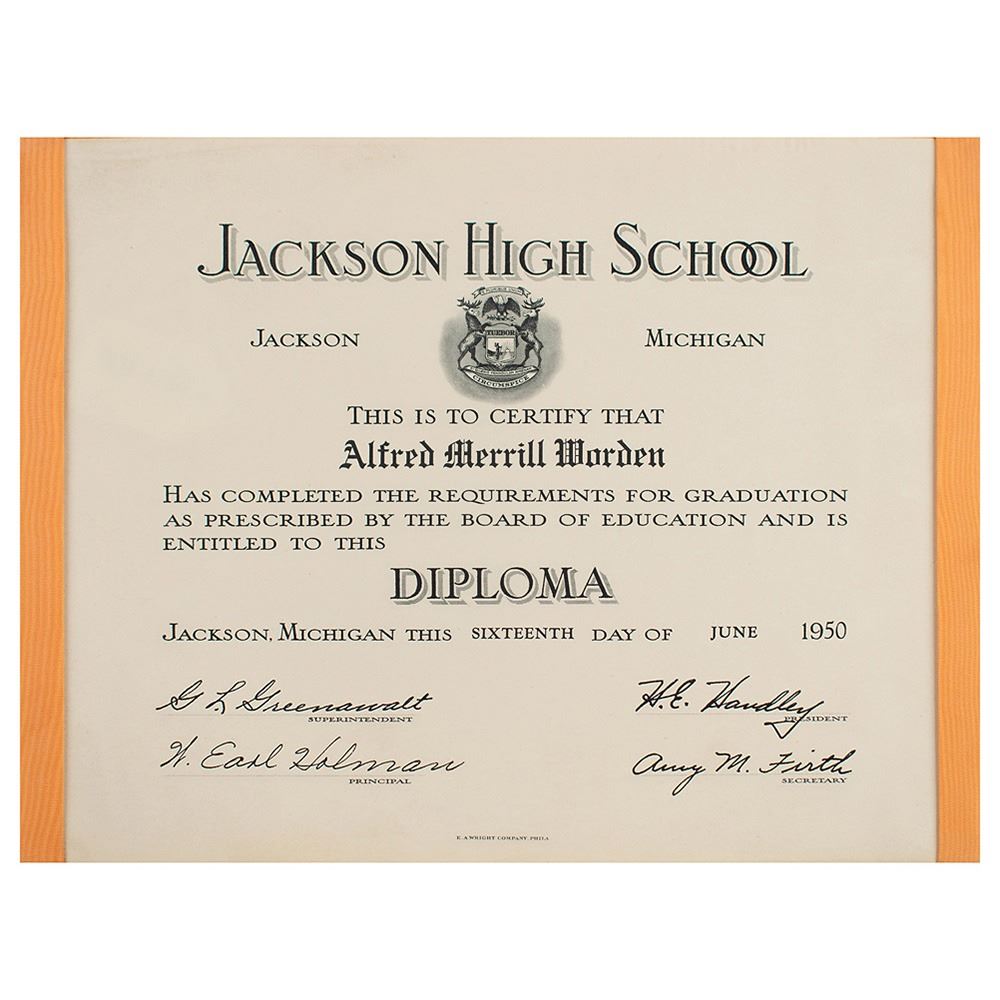 JACKSON HIGH SCHOOL
JACKSON MICHIGAN
TUEBOR
CIRCUMSPICE
THIS IS TO CERTIFY THAT
Alfred Merrill Worden
HAS COMPLETED THE REQUIREMENTS FOR GRADUATION
AS PRESCRIBED BY THE BOARD OF EDUCATION AND IS
ENTITLED TO THIS
DIPLOMA
JACKSON, MICHIGAN THIS SIXTEENTH DAY OF JUNE 1950
G L Greenawalt H.E. Handley
SUPERINTENDENT PRESIDENT
W. Earl Holman Amy M. Firth
PRINCIPAL SECRETARY
E. A WRIGHT COMPANY, PHILA